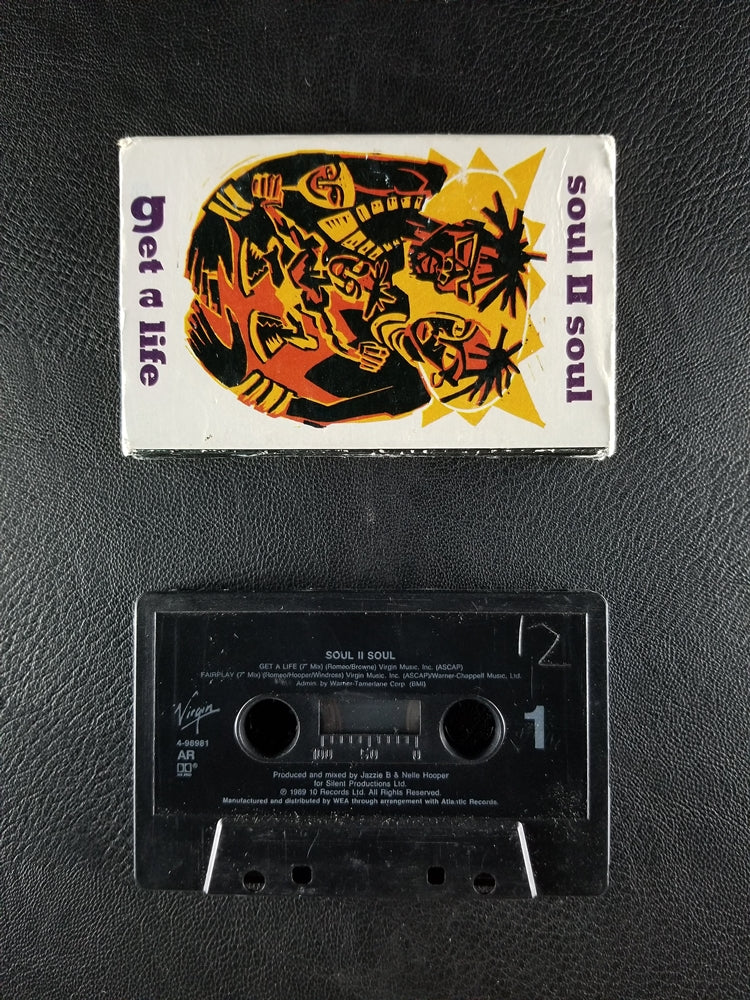 soul II soul
get a life
12
SOUL II SOUL
GET A LIFE (7" Mix) (Romeo/Browne) Virgin Music, Inc. (ASCAP)
FAIRPLAY (7" Mix) (Romeo/Hooper/Windross) Virgin Music, Inc. (ASCAP)/Warner-Chappell Music, Ltd.
Admin. by Warner-Tamerlane Corp. (BMI)
Virgin
4-98981
AR
1
100 50 0
Produced and mixed by Jazzie B & Nelle Hooper
for Silent Productions Ltd.
℗ 1989 10 Records Ltd. All Rights Reserved.
Manufactured and distributed by WEA through arrangement with Atlantic Records.